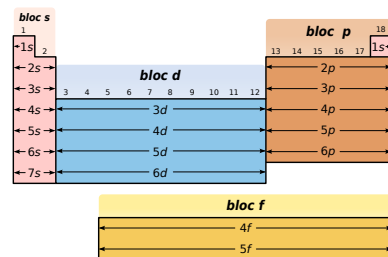 bloc s
1
2
1s
2s
3s
4s
5s
6s
7s
bloc d
3 4 5 6 7 8 9 10 11 12
3d
4d
5d
6d
bloc p
18
13 14 15 16 17
1s
2p
3p
4p
5p
6p
bloc f
4f
5f